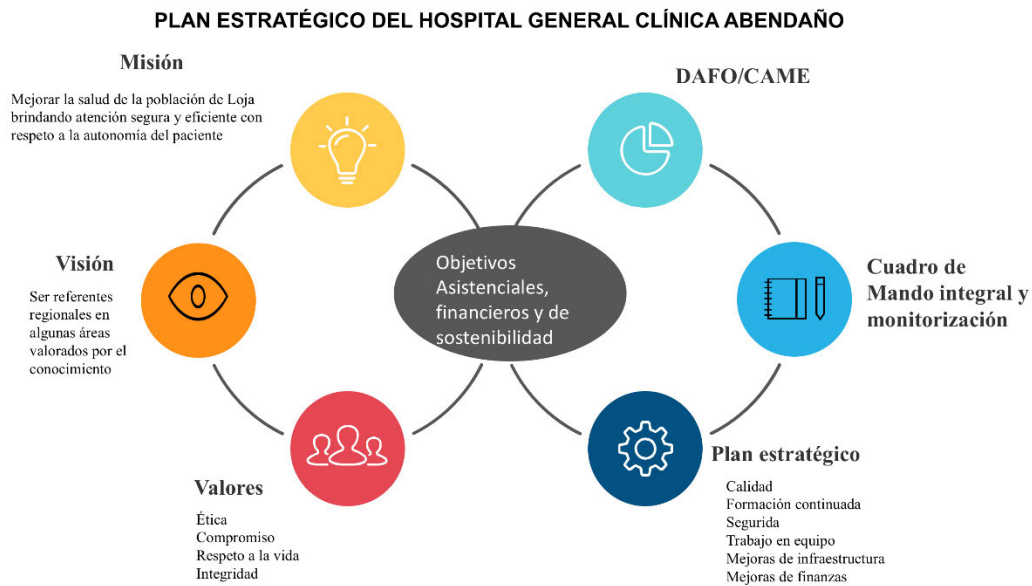 PLAN ESTRATÉGICO DEL HOSPITAL GENERAL CLÍNICA ABENDAÑO
Misión
Mejorar la salud de la población de Loja
brindando atención segura y eficiente con
respeto a la autonomía del paciente
DAFO/CAME
Visión
Ser referentes
regionales en
algunas áreas
valorados por el
conocimiento
Objetivos
Asistenciales,
financieros y de
sostenibilidad
Cuadro de
Mando integral y
monitorización
Valores
Ética
Compromiso
Respeto a la vida
Integridad
Plan estratégico
Calidad
Formación continuada
Segurida
Trabajo en equipo
Mejoras de infraestructura
Mejoras de finanzas